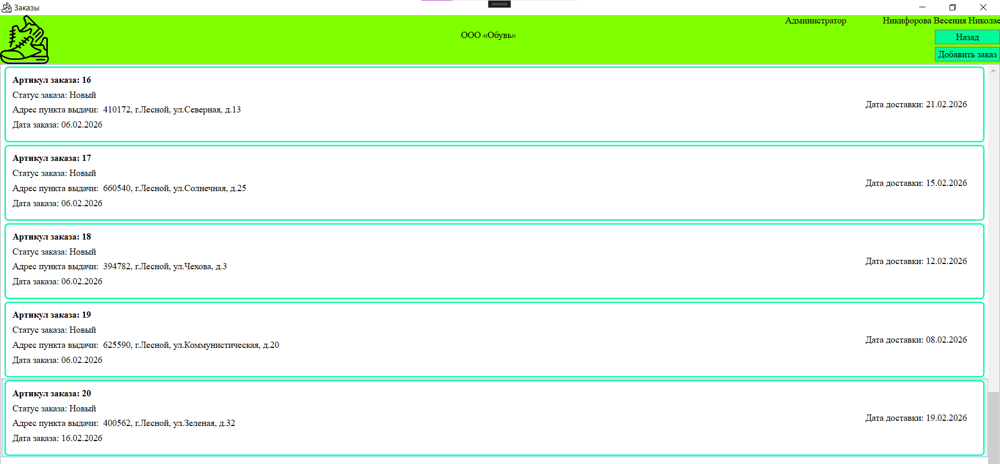 Заказы
Администратор Никифорова Весения Николае
ООО «Обувь»
Назад
Добавить заказ
Артикул заказа: 16
Статус заказа: Новый
Адрес пункта выдачи: 410172, г.Лесной, ул.Северная, д.13
Дата заказа: 06.02.2026
Дата доставки: 21.02.2026
Артикул заказа: 17
Статус заказа: Новый
Адрес пункта выдачи: 660540, г.Лесной, ул.Солнечная, д.25
Дата заказа: 06.02.2026
Дата доставки: 15.02.2026
Артикул заказа: 18
Статус заказа: Новый
Адрес пункта выдачи: 394782, г.Лесной, ул.Чехова, д.3
Дата заказа: 06.02.2026
Дата доставки: 12.02.2026
Артикул заказа: 19
Статус заказа: Новый
Адрес пункта выдачи: 625590, г.Лесной, ул.Коммунистическая, д.20
Дата заказа: 06.02.2026
Дата доставки: 08.02.2026
Артикул заказа: 20
Статус заказа: Новый
Адрес пункта выдачи: 400562, г.Лесной, ул.Зеленая, д.32
Дата заказа: 16.02.2026
Дата доставки: 19.02.2026